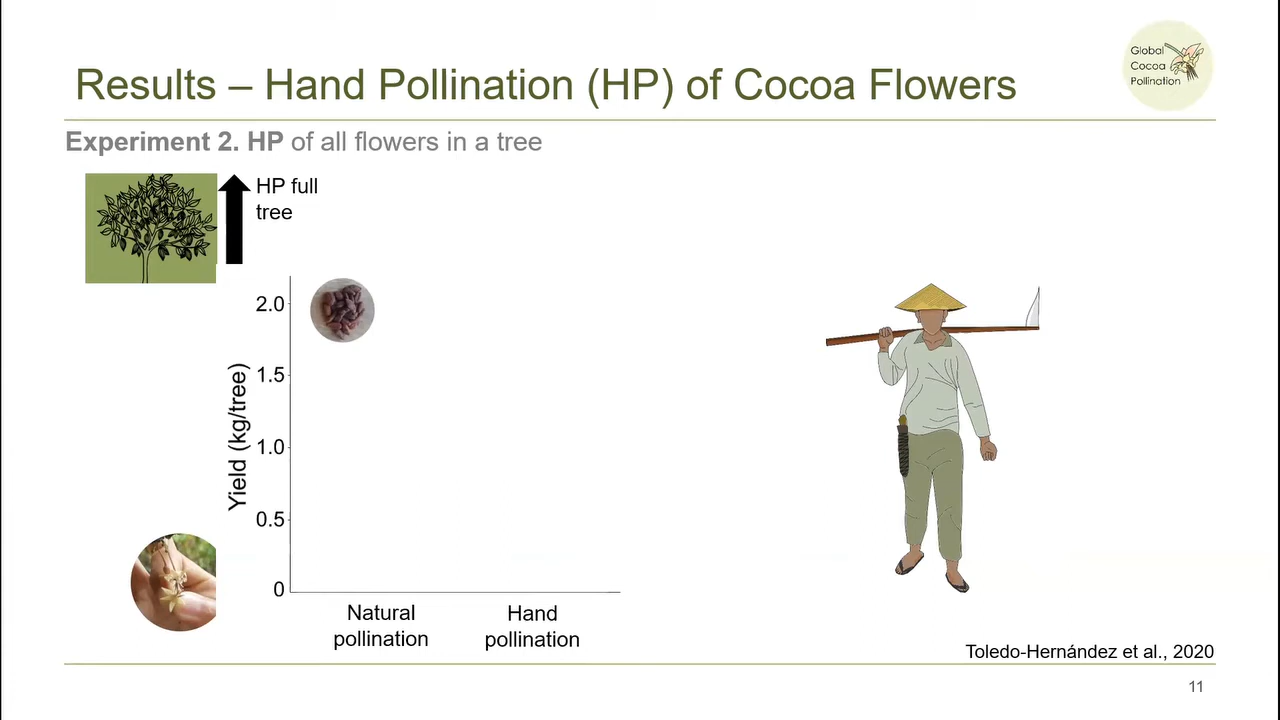 Results – Hand Pollination (HP) of Cocoa Flowers
Global
Cocoa
Pollination
Experiment 2. HP of all flowers in a tree
HP full
tree
Yield (kg/tree)
2.0
1.5
1.0
0.5
0
Natural
pollination
Hand
pollination
Toledo-Hernández et al., 2020
11